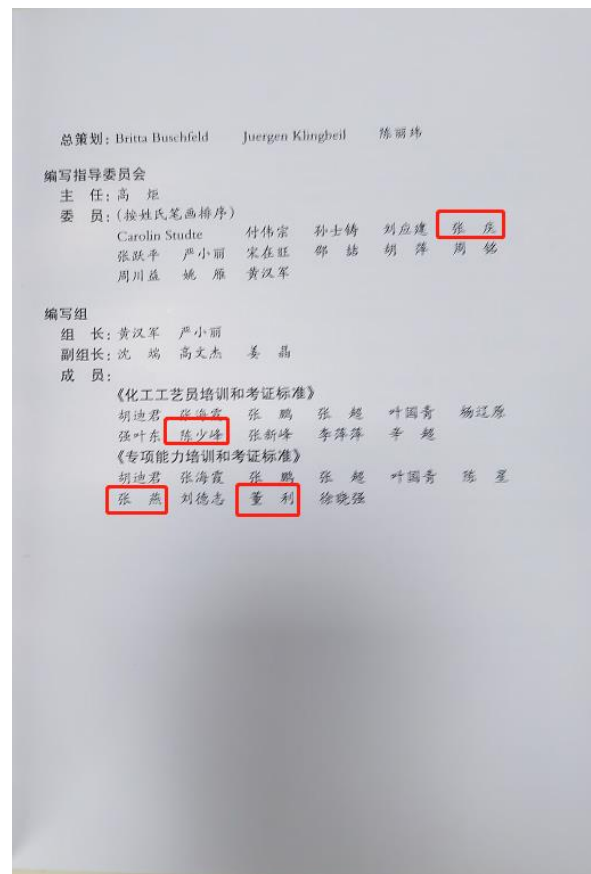 总策划：Britta Buschfeld Juergen Klingbeil 陈丽玮
编写指导委员会
主 任：高 炬
委 员：（按姓氏笔画排序）
Carolin Studte 付伟宗 孙士铸 刘应建 张 庆
张跃平 严小丽 宋在旺 邵 喆 胡 萍 周 铭
周川益 姚 雁 黄汉军
编写组
组 长：黄汉军 严小丽
副组长：沈 端 高文杰 姜 晶
成 员：
《化工工艺员培训和考证标准》
胡迪君 张海霞 张 鹏 张 超 叶国青 杨辽原
强叶东 陈少峰 张新峰 李萍萍 辛 超
《专项能力培训和考证标准》
胡迪君 张海霞 张 鹏 张 超 叶国青 陈 星
张 燕 刘德志 董 利 徐晓强